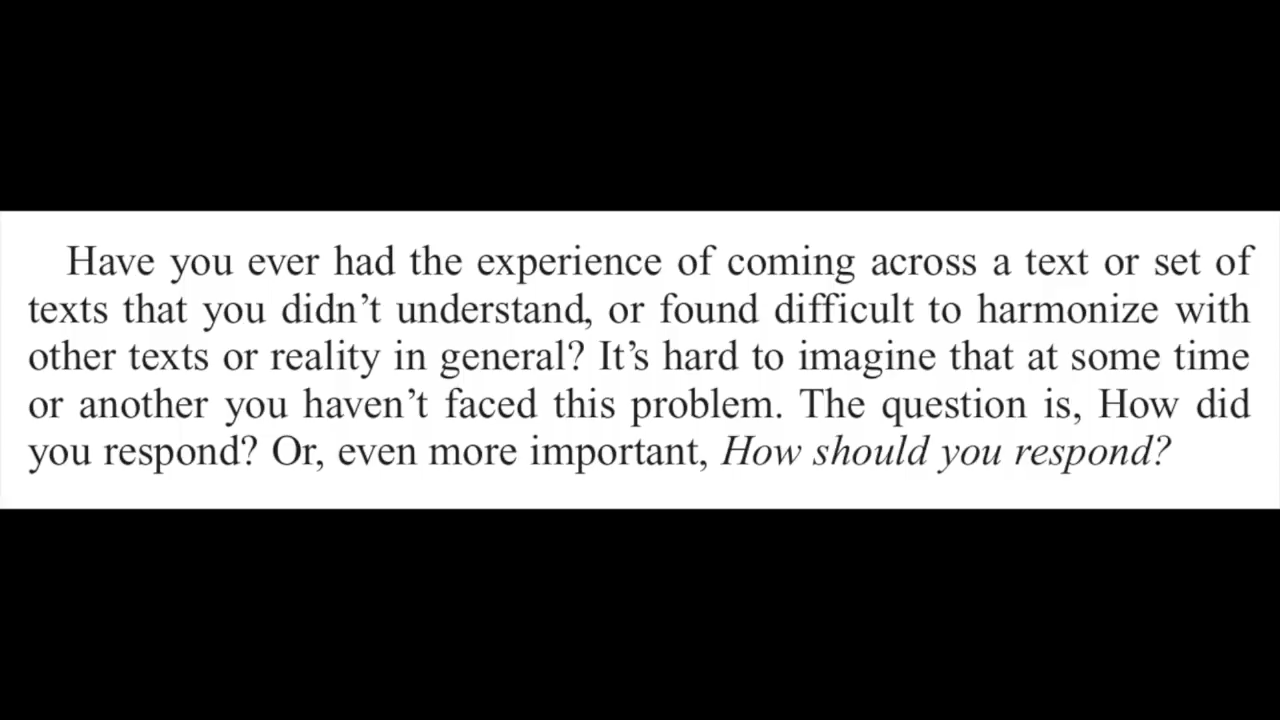 Have you ever had the experience of coming across a text or set of
texts that you didn’t understand, or found difficult to harmonize with
other texts or reality in general? It’s hard to imagine that at some time
or another you haven’t faced this problem. The question is, How did
you respond? Or, even more important, How should you respond?